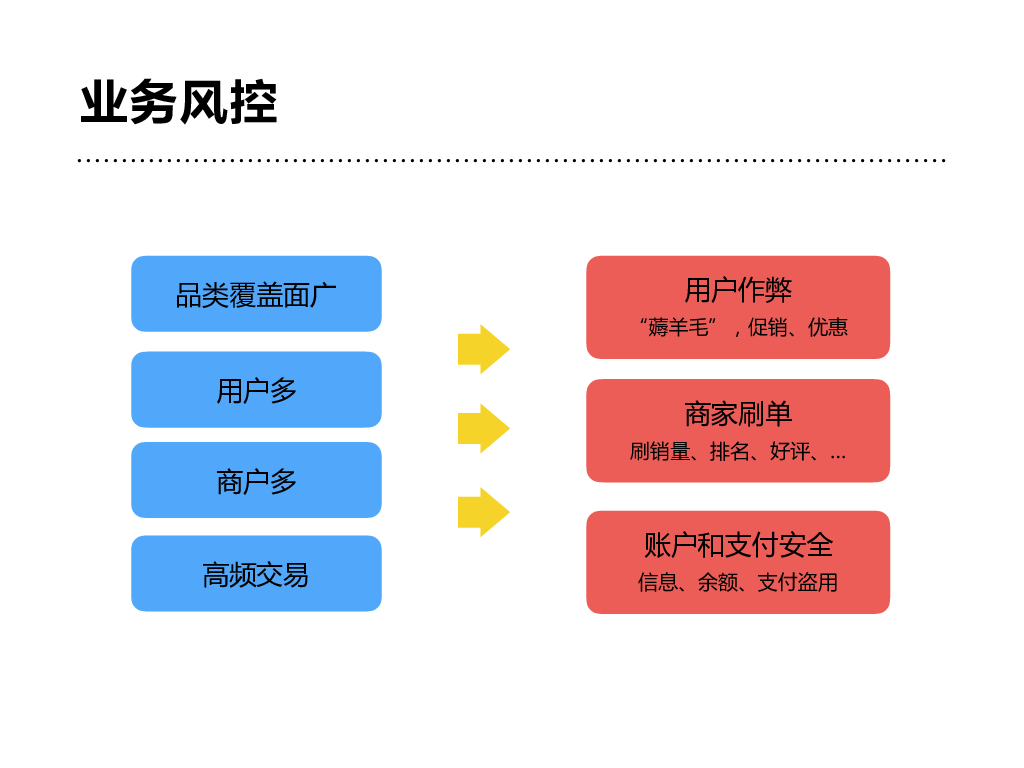 业务风控
品类覆盖面广
用户多
商户多
高频交易
用户作弊
“薅羊毛”，促销、优惠
商家刷单
刷销量、排名、好评、...
账户和支付安全
信息、余额、支付盗用